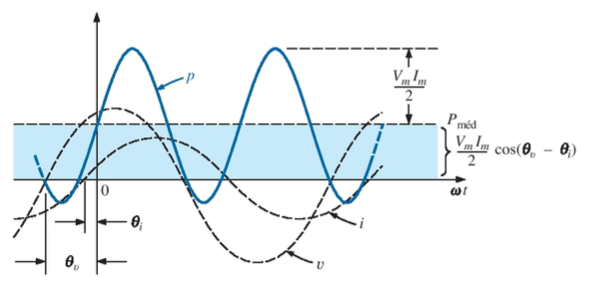 p
V_m I_m
2
P_méd
V_m I_m
2
cos(θ_v − θ_i)
0
ωt
θ_i
i
θ_v
v